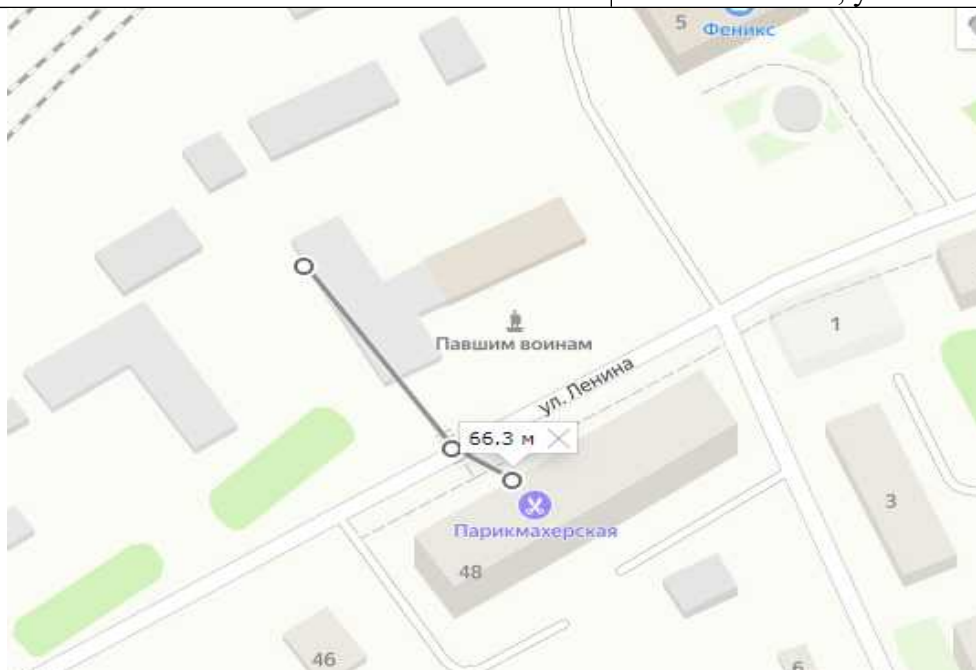 5
Феникс
Павшим воинам
1
ул. Ленина
66.3 м
Парикмахерская
3
48
46
6